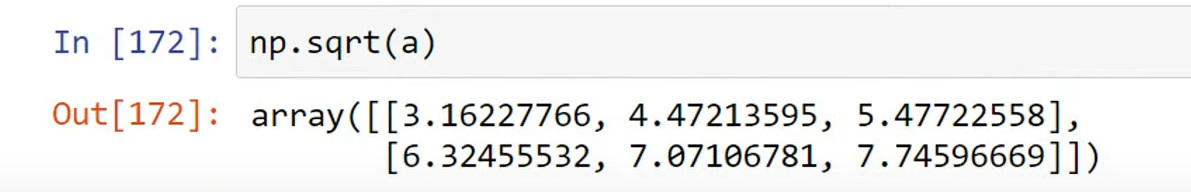 In [172]: np.sqrt(a)
Out[172]: array([[3.16227766, 4.47213595, 5.47722558],
[6.32455532, 7.07106781, 7.74596669]])